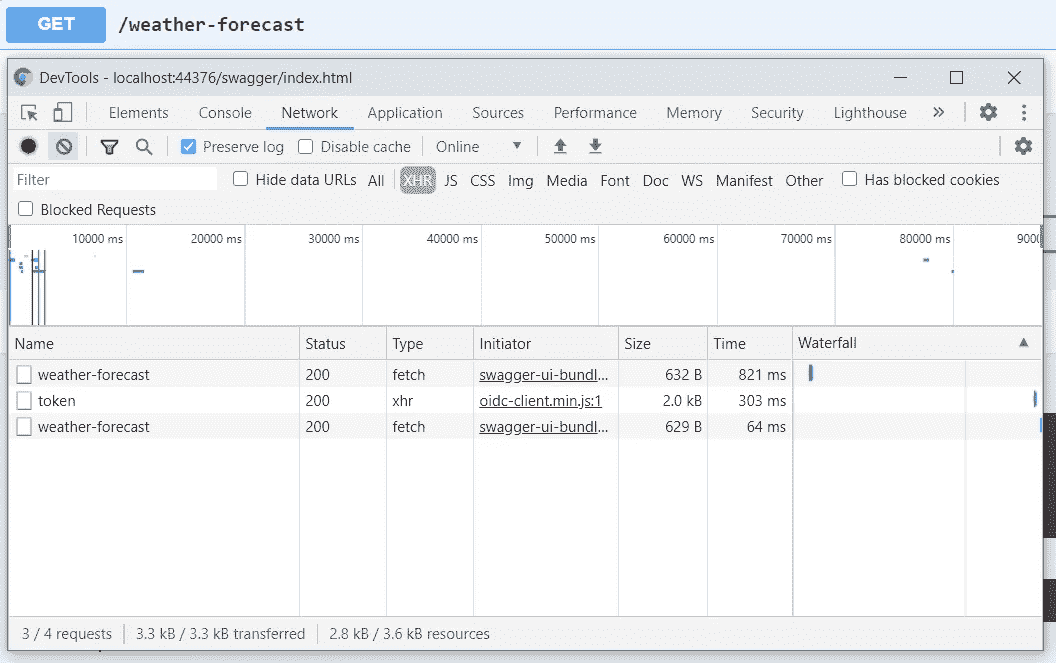 GET /weather-forecast
DevTools - localhost:44376/swagger/index.html
Elements Console Network Application Sources Performance Memory Security Lighthouse »
Preserve log Disable cache Online
Filter Hide data URLs All XHR JS CSS Img Media Font Doc WS Manifest Other Has blocked cookies
Blocked Requests
10000 ms 20000 ms 30000 ms 40000 ms 50000 ms 60000 ms 70000 ms 80000 ms
Name Status Type Initiator Size Time Waterfall
weather-forecast 200 fetch swagger-ui-bundl... 632 B 821 ms
token 200 xhr oidc-client.min.js:1 2.0 kB 303 ms
weather-forecast 200 fetch swagger-ui-bundl... 629 B 64 ms
3 / 4 requests 3.3 kB / 3.3 kB transferred 2.8 kB / 3.6 kB resources